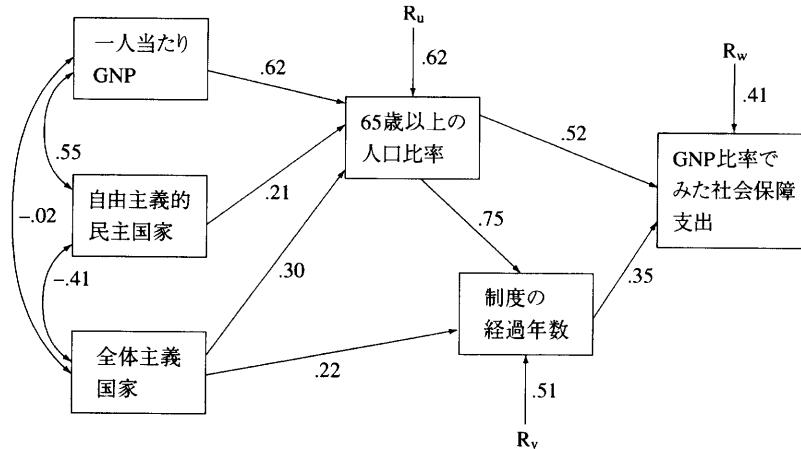 一人当たり
GNP
.62
R_u
.62
65歳以上の
人口比率
.52
R_w
.41
GNP比率で
みた社会保障
支出
.55
自由主義的
民主国家
.21
-.02
-.41
.30
.75
.35
制度の
経過年数
全体主義
国家
.22
.51
R_v